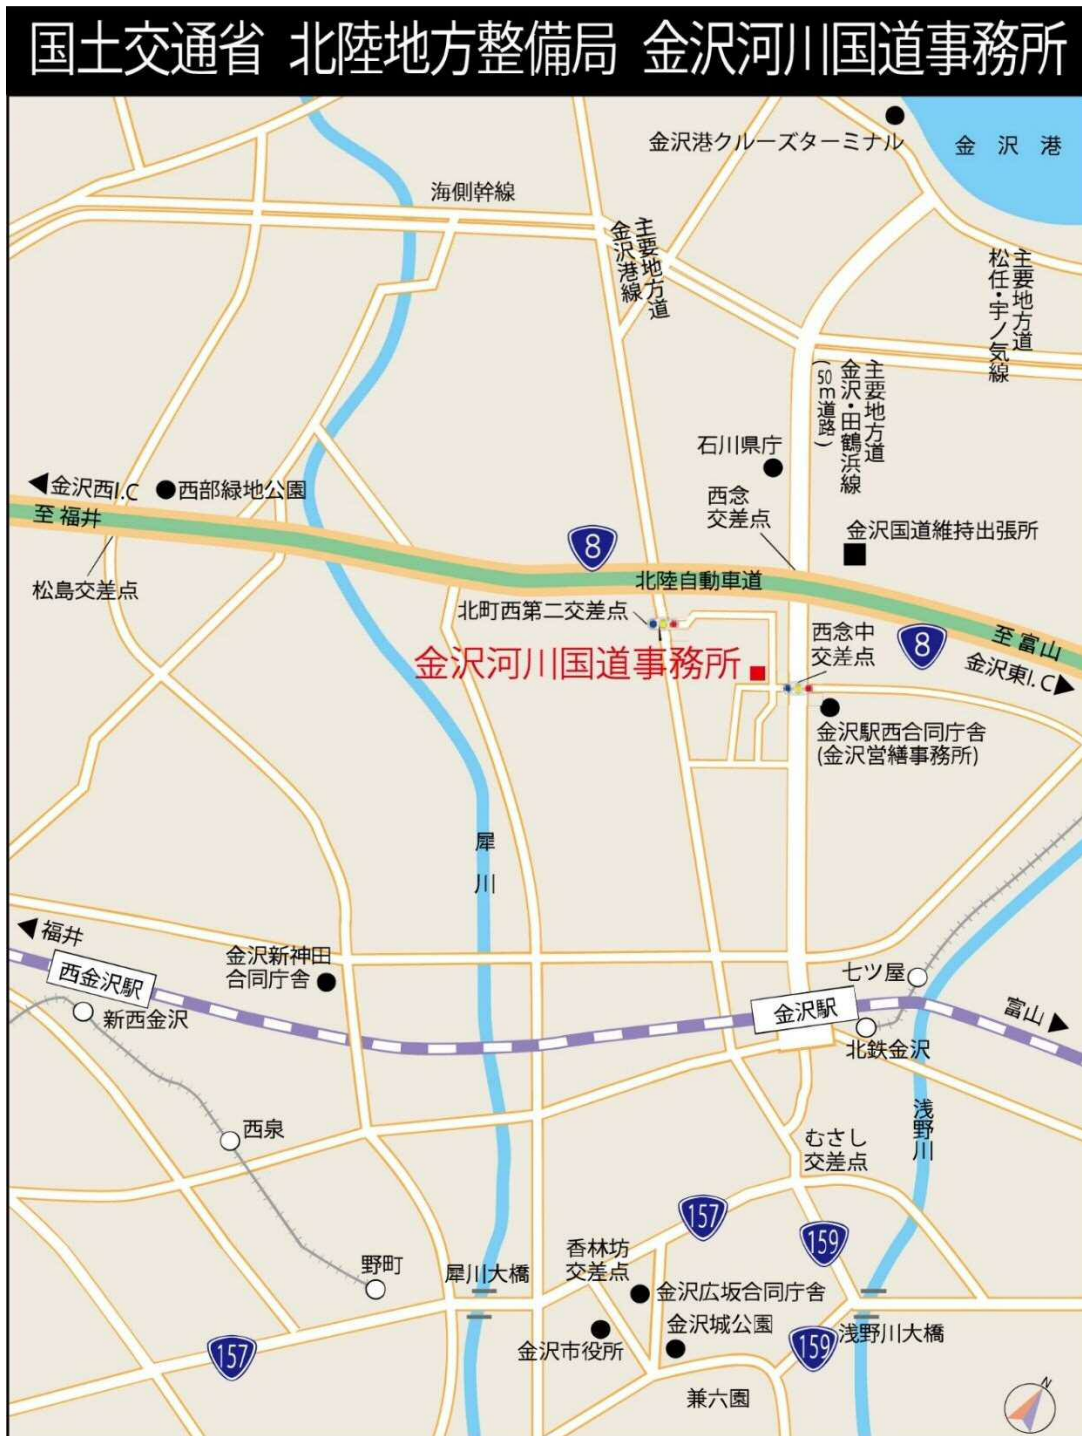 国土交通省 北陸地方整備局 金沢河川国道事務所
金沢港クルーズターミナル
金沢港
海側幹線
主要地方道
金沢港線
主要地方道
松任・宇ノ気線
主要地方道
金沢・田鶴浜線
(50m道路)
石川県庁
金沢西I.C
西部緑地公園
至福井
西念
交差点
金沢国道維持出張所
8
松島交差点
北陸自動車道
北町西第二交差点
西念中
交差点
8
至富山
金沢東I.C
金沢河川国道事務所
金沢駅西合同庁舎
(金沢営繕事務所)
犀川
福井
西金沢駅
金沢新神田
合同庁舎
七ツ屋
新西金沢
金沢駅
富山
北鉄金沢
西泉
浅野川
むさし
交差点
157
159
香林坊
交差点
野町
犀川大橋
金沢広坂合同庁舎
157
金沢市役所
金沢城公園
159
浅野川大橋
兼六園
N